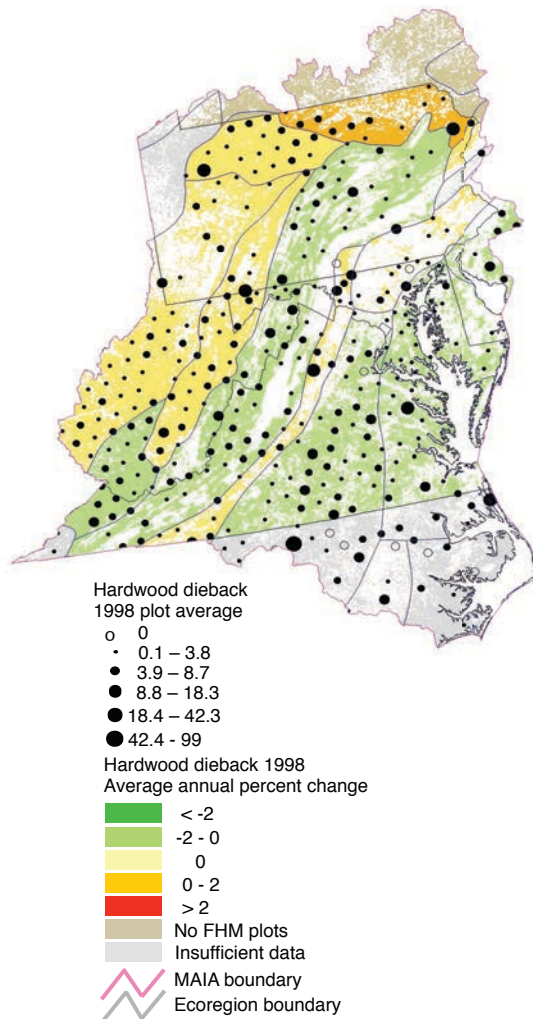 Hardwood dieback
1998 plot average
0
0.1 – 3.8
3.9 – 8.7
8.8 – 18.3
18.4 – 42.3
42.4 - 99
Hardwood dieback 1998
Average annual percent change
< -2
-2 - 0
0
0 - 2
> 2
No FHM plots
Insufficient data
MAIA boundary
Ecoregion boundary